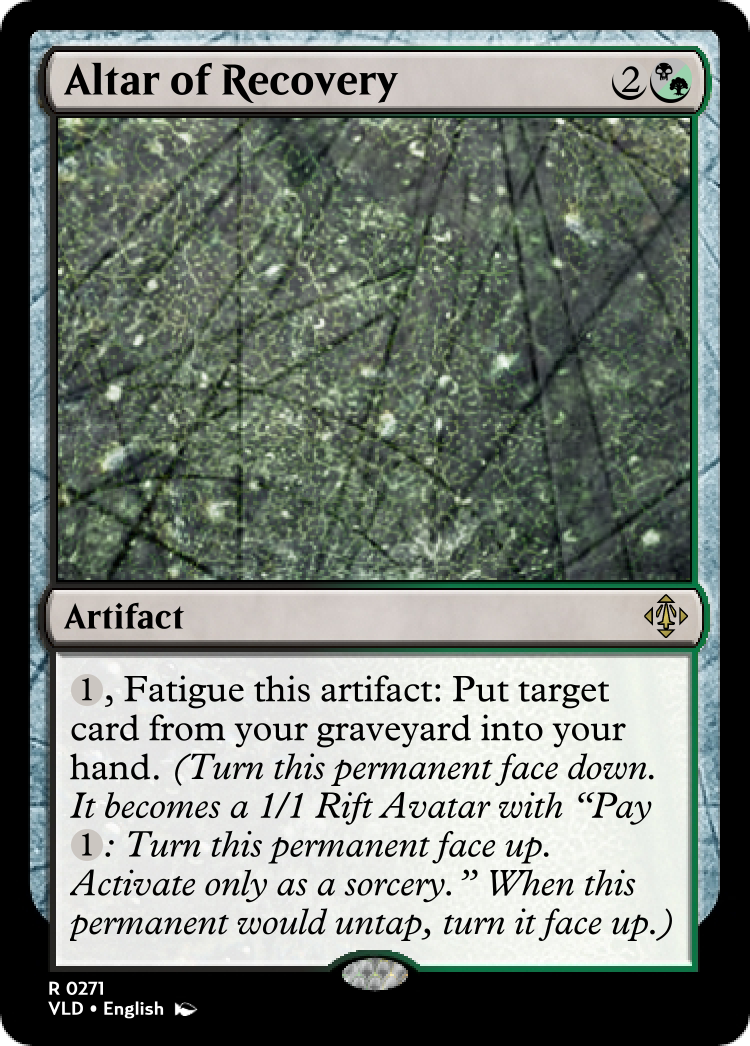 Altar of Recovery 2
Artifact
1, Fatigue this artifact: Put target
card from your graveyard into your
hand. (Turn this permanent face down.
It becomes a 1/1 Rift Avatar with “Pay
1: Turn this permanent face up.
Activate only as a sorcery.” When this
permanent would untap, turn it face up.)
R 0271
VLD • English